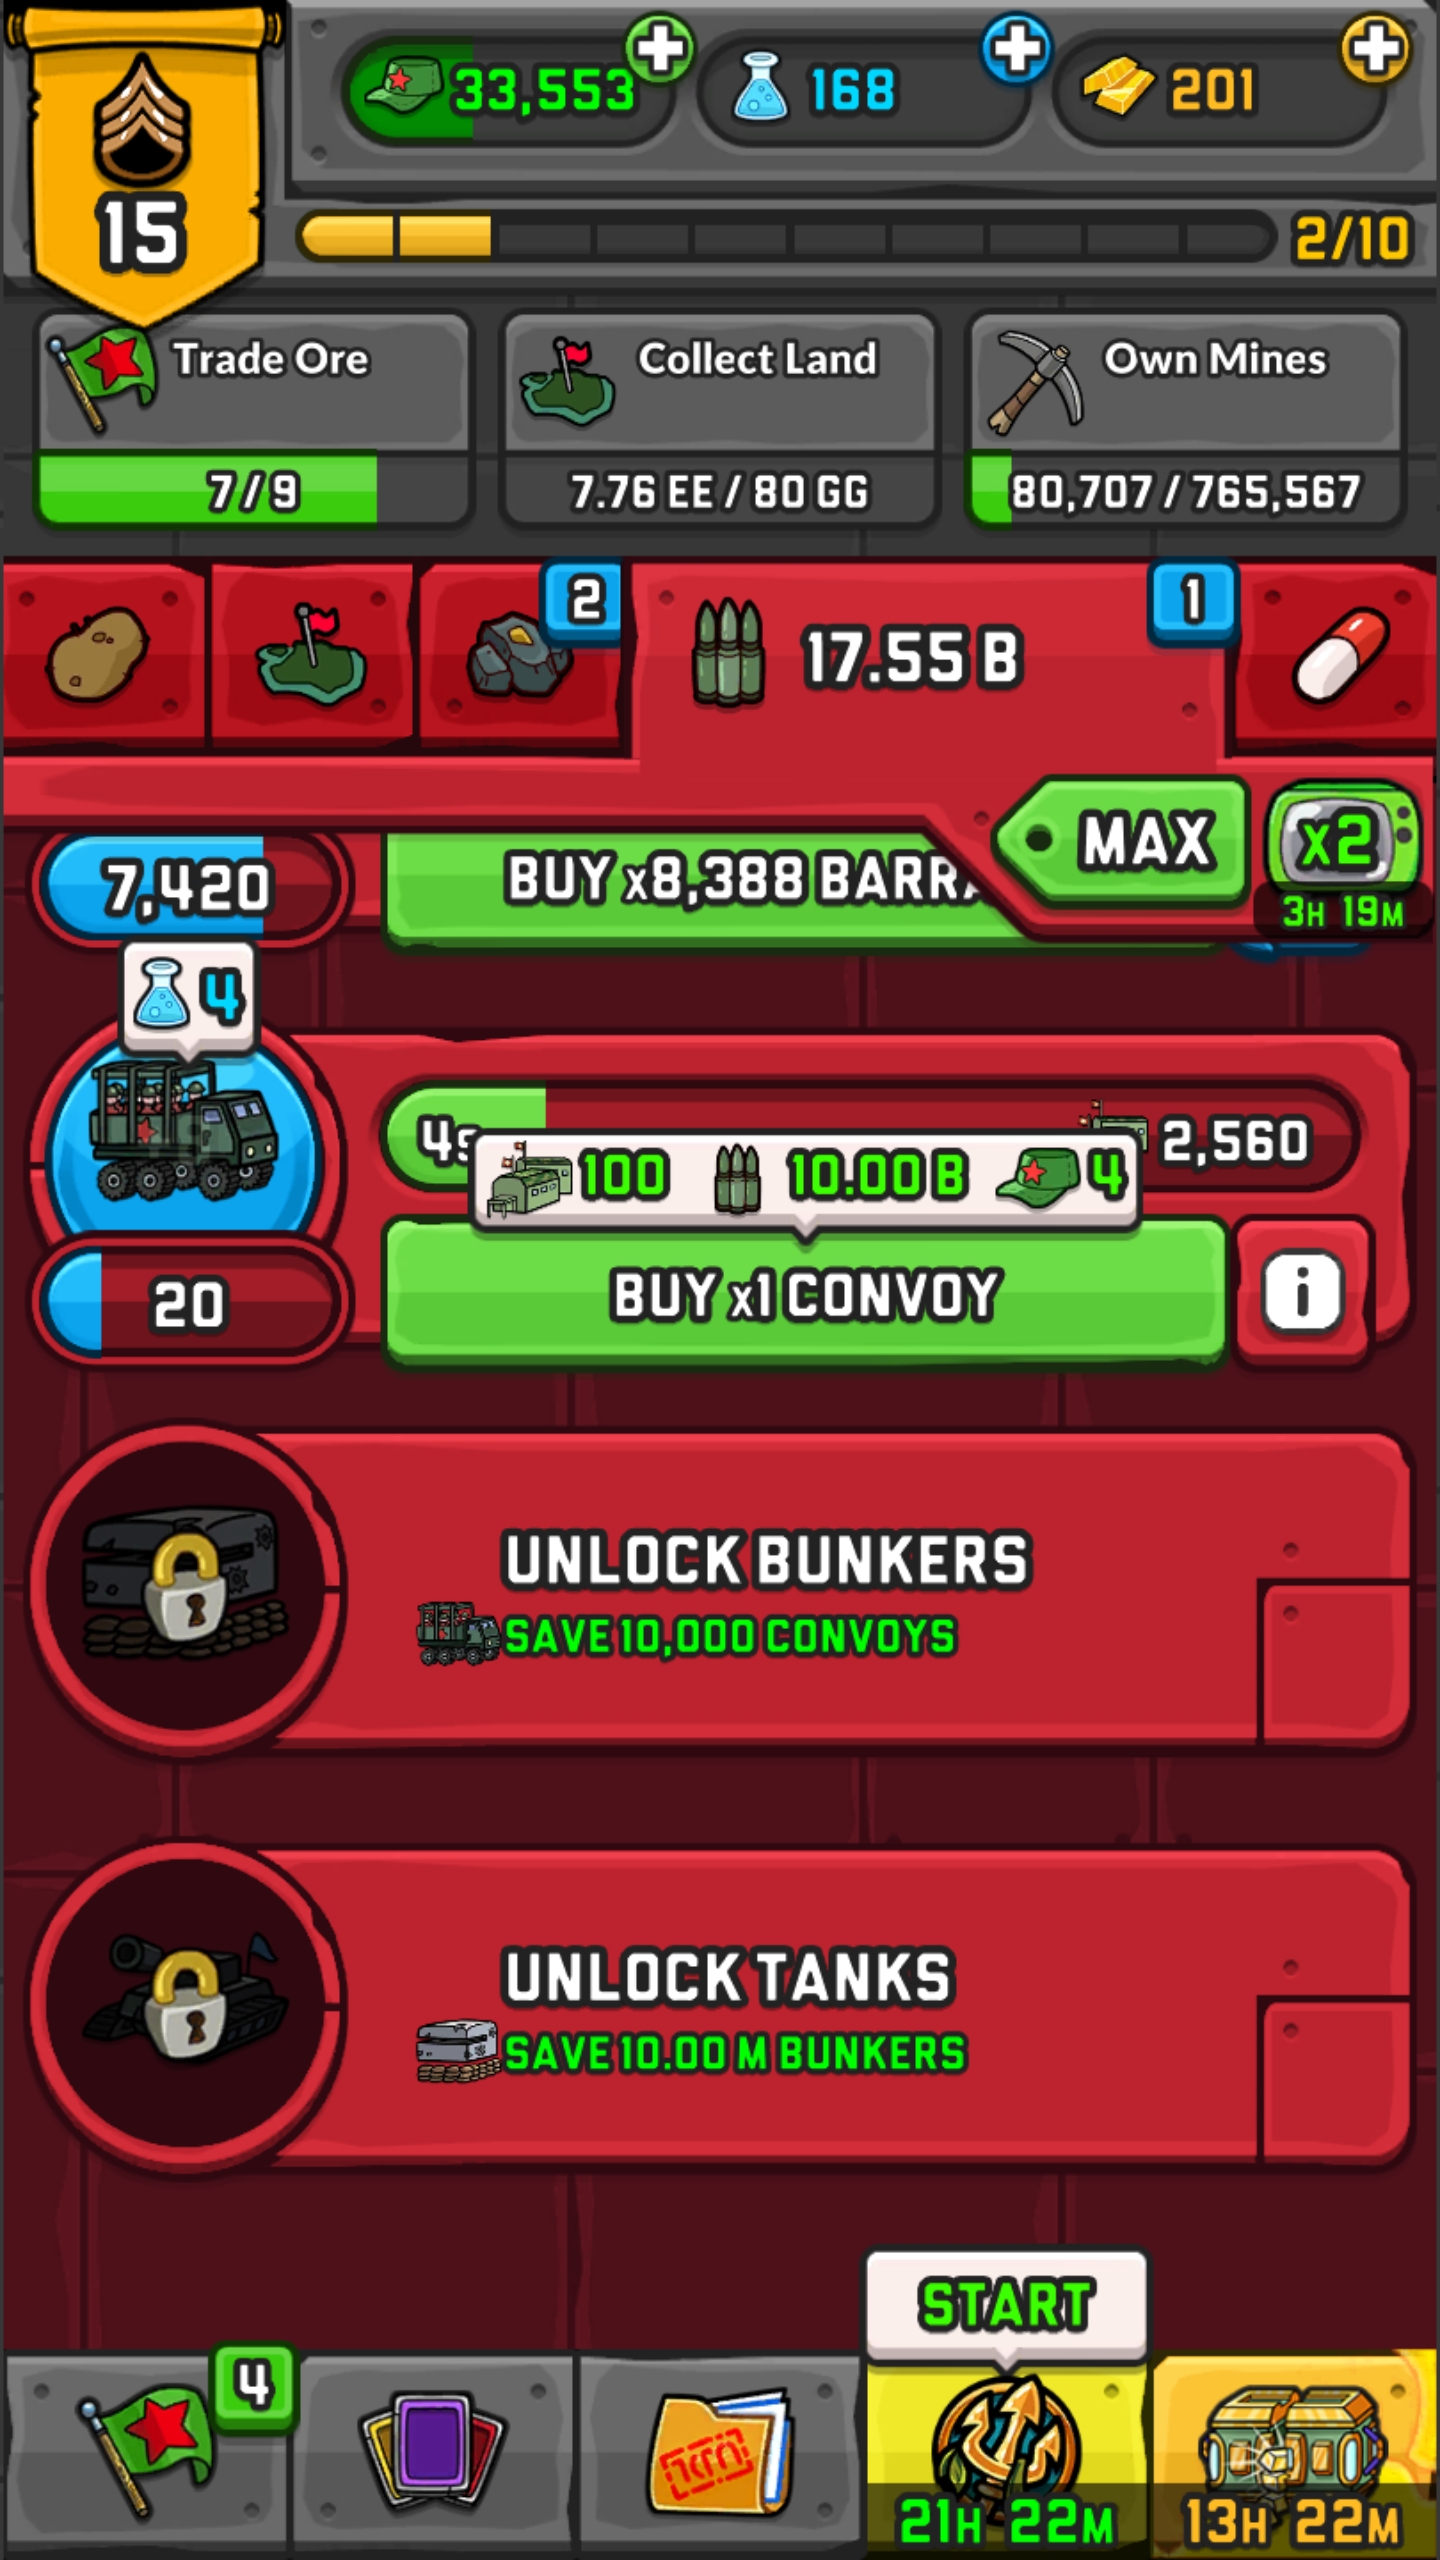 33,553
168
201
15
2/10
Trade Ore
Collect Land
Own Mines
7/9
7.76 EE / 80 GG
80,707 / 765,567
2
17.55 B
1
MAX
x2
3H 19M
7,420
BUY x8,388
4
4s
2,560
100
10.00 B
4
20
BUY x1 CONVOY
i
UNLOCK BUNKERS
SAVE 10,000 CONVOYS
UNLOCK TANKS
SAVE 10.00 M BUNKERS
START
4
21H 22M
13H 22M